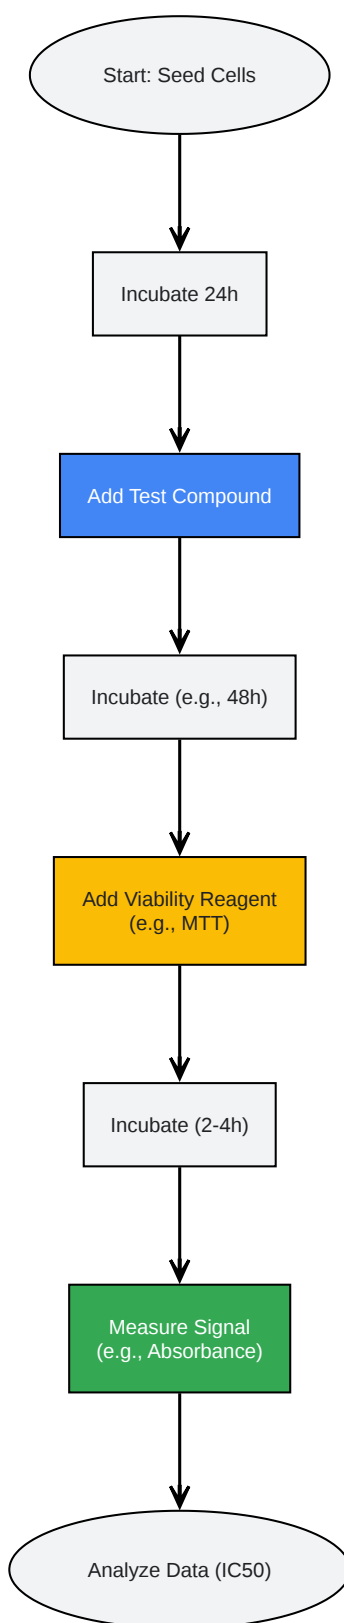 Start: Seed Cells
Incubate 24h
Add Test Compound
Incubate (e.g., 48h)
Add Viability Reagent
(e.g., MTT)
Incubate (2-4h)
Measure Signal
(e.g., Absorbance)
Analyze Data (IC50)